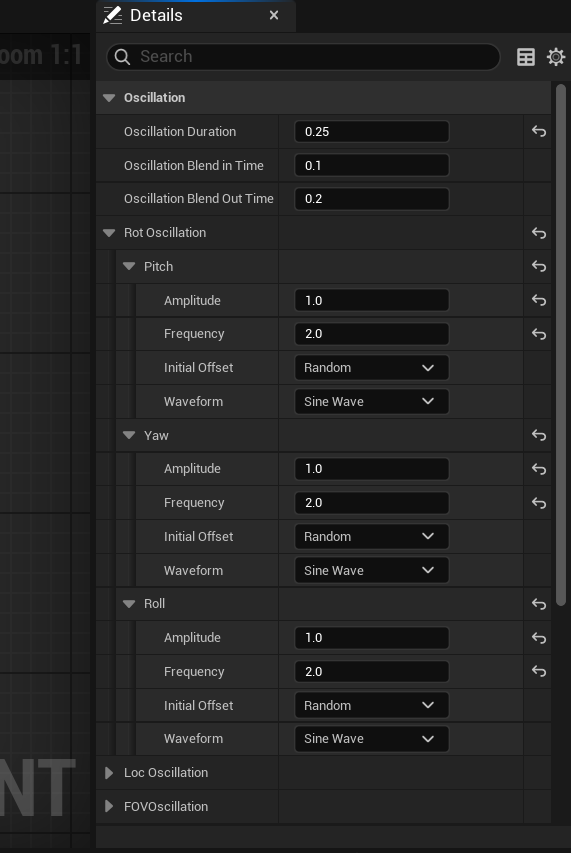 Details
oom 1:1
Search
Oscillation
Oscillation Duration 0.25
Oscillation Blend in Time 0.1
Oscillation Blend Out Time 0.2
Rot Oscillation
Pitch
Amplitude 1.0
Frequency 2.0
Initial Offset Random
Waveform Sine Wave
Yaw
Amplitude 1.0
Frequency 2.0
Initial Offset Random
Waveform Sine Wave
Roll
Amplitude 1.0
Frequency 2.0
Initial Offset Random
Waveform Sine Wave
Loc Oscillation
NT
FOVOscillation